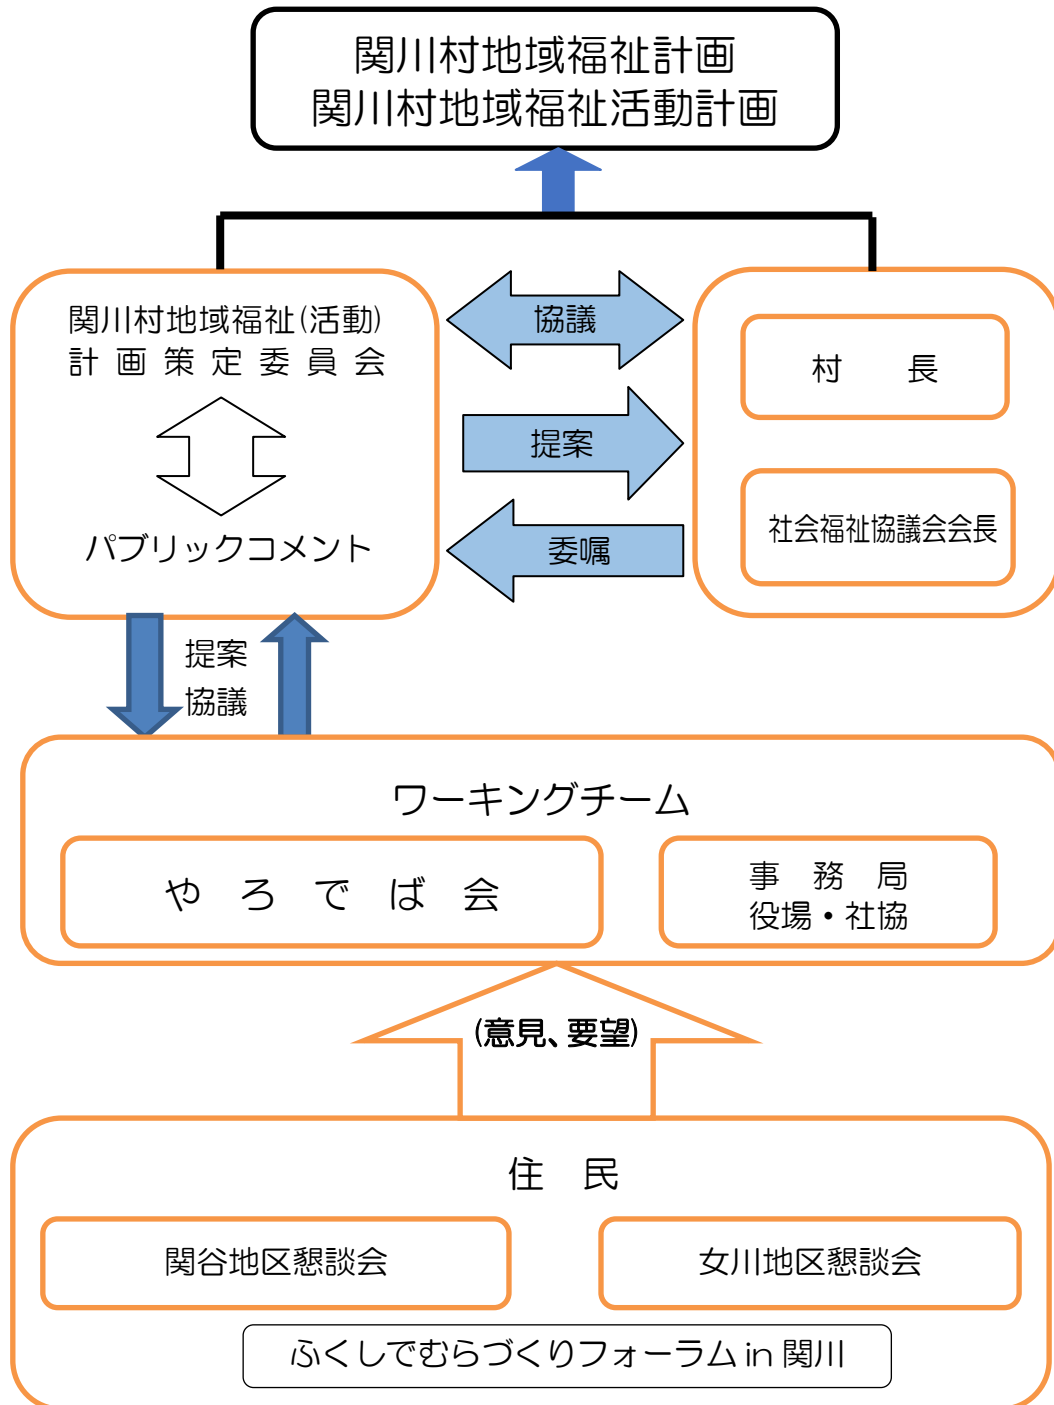 関川村地域福祉計画
関川村地域福祉活動計画
関川村地域福祉(活動)
計画策定委員会
パブリックコメント
協議
提案
委嘱
村　長
社会福祉協議会会長
提案
協議
ワーキングチーム
やろでば会
事務局
役場・社協
(意見、要望)
住　民
関谷地区懇談会
女川地区懇談会
ふくしでむらづくりフォーラム in 関川